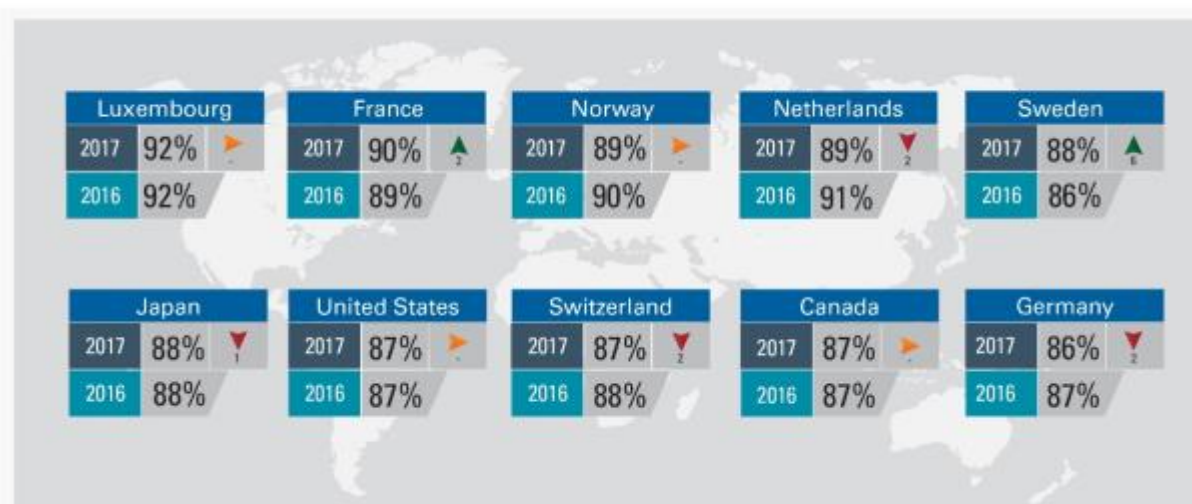 Luxembourg
2017 92% -
2016 92%
France
2017 90% 2
2016 89%
Norway
2017 89% -
2016 90%
Netherlands
2017 89% 2
2016 91%
Sweden
2017 88% 6
2016 86%
Japan
2017 88% 1
2016 88%
United States
2017 87% -
2016 87%
Switzerland
2017 87% 2
2016 88%
Canada
2017 87% -
2016 87%
Germany
2017 86% 2
2016 87%